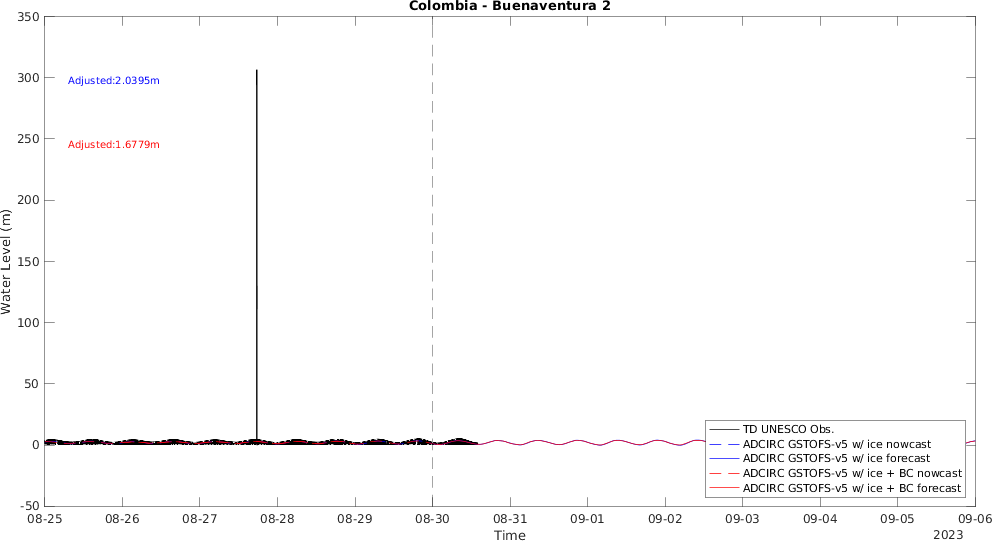 Colombia - Buenaventura 2
350
300
250
200
150
100
50
0
-50
Water Level (m)
Adjusted:2.0395m
Adjusted:1.6779m
TD UNESCO Obs.
ADCIRC GSTOFS-v5 w/ ice nowcast
ADCIRC GSTOFS-v5 w/ ice forecast
ADCIRC GSTOFS-v5 w/ ice + BC nowcast
ADCIRC GSTOFS-v5 w/ ice + BC forecast
08-25 08-26 08-27 08-28 08-29 08-30 08-31 09-01 09-02 09-03 09-04 09-05 09-06
Time
2023